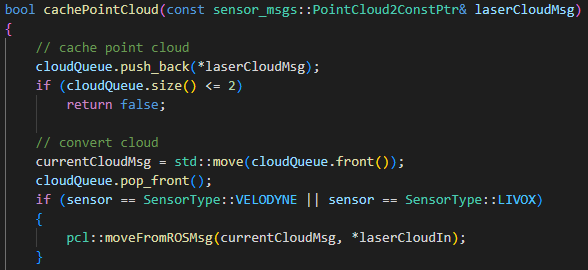 bool cachePointCloud(const sensor_msgs::PointCloud2ConstPtr& laserCloudMsg)
{
    // cache point cloud
    cloudQueue.push_back(*laserCloudMsg);
    if (cloudQueue.size() <= 2)
        return false;

    // convert cloud
    currentCloudMsg = std::move(cloudQueue.front());
    cloudQueue.pop_front();
    if (sensor == SensorType::VELODYNE || sensor == SensorType::LIVOX)
    {
        pcl::moveFromROSMsg(currentCloudMsg, *laserCloudIn);
    }